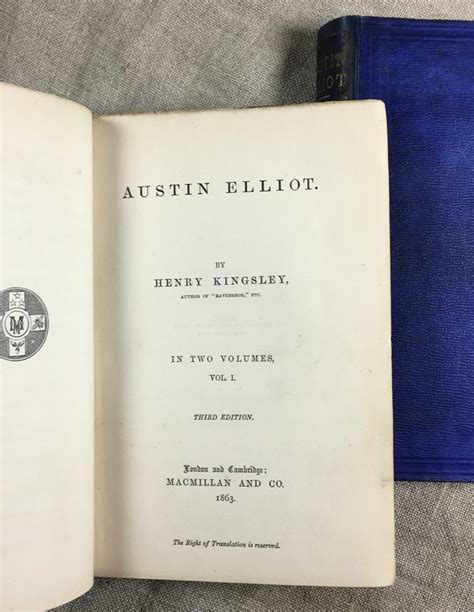 AUSTIN ELLIOT.
BY
HENRY KINGSLEY,
AUTHOR OF "RAVENSHOE," ETC.
IN TWO VOLUMES,
VOL. I.
THIRD EDITION.
London and Cambridge:
MACMILLAN AND CO.
1863.
The Right of Translation is reserved.
M